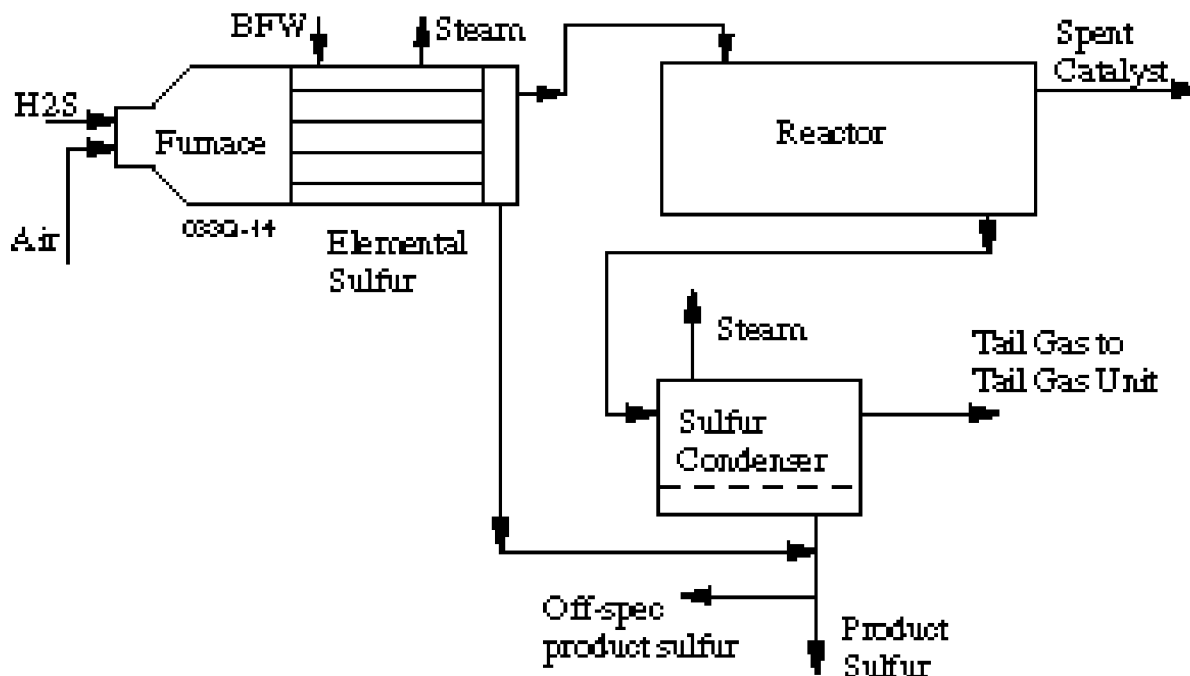 BFW
Steam
Spent
Catalyst
H2S
Furnace
Reactor
Air
033Q-14
Elemental
Sulfur
Steam
Tail Gas to
Tail Gas Unit
Sulfur
Condenser
Off-spec
product sulfur
Product
Sulfur